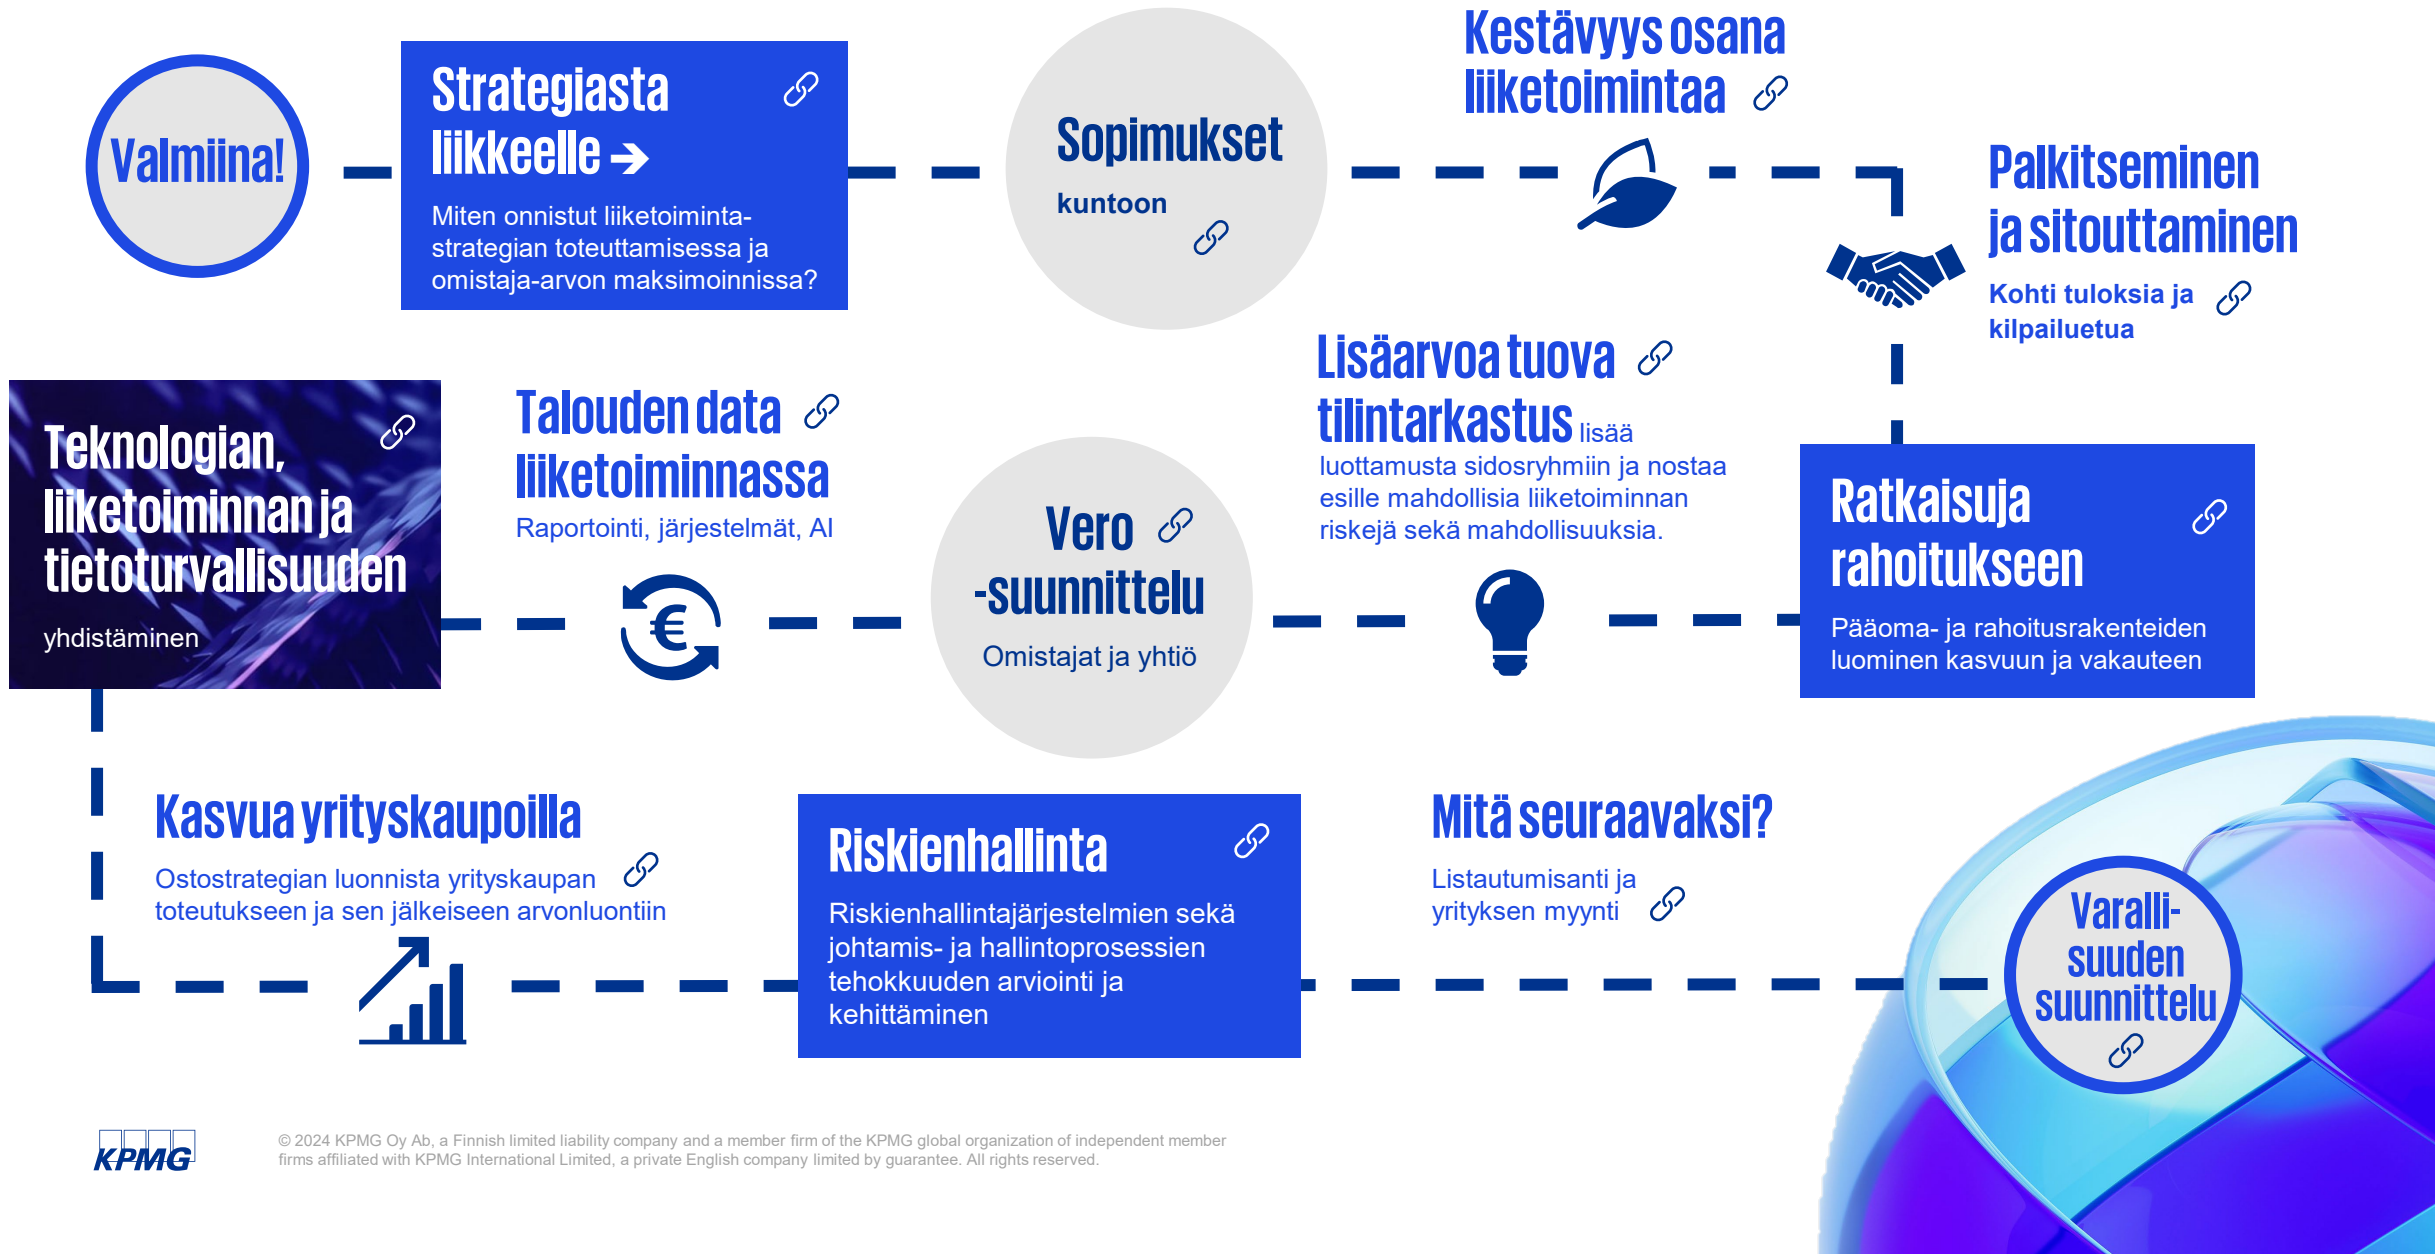 Valmiina!
Strategiasta
liikkeelle →
Miten onnistut liiketoiminta-
strategian toteuttamisessa ja
omistaja-arvon maksimoinnissa?
Sopimukset
kuntoon
Kestävyys osana
liiketoimintaa
Palkitseminen
ja sitouttaminen
Kohti tuloksia ja
kilpailuetua
Ratkaisuja
rahoitukseen
Pääoma- ja rahoitusrakenteiden
luominen kasvuun ja vakauteen
Lisäarvoa tuova
tilintarkastus lisää
luottamusta sidosryhmiin ja nostaa
esille mahdollisia liiketoiminnan
riskejä sekä mahdollisuuksia.
Vero
-suunnittelu
Omistajat ja yhtiö
Talouden data
liiketoiminnassa
Raportointi, järjestelmät, AI
€
Teknologian,
liiketoiminnan ja
tietoturvallisuuden
yhdistäminen
Kasvua yrityskaupoilla
Ostostrategian luonnista yrityskaupan
toteutukseen ja sen jälkeiseen arvonluontiin
Riskienhallinta
Riskienhallintajärjestelmien sekä
johtamis- ja hallintoprosessien
tehokkuuden arviointi ja
kehittäminen
Mitä seuraavaksi?
Listautumisanti ja
yrityksen myynti
Varalli-
suuden
suunnittelu
KPMG
© 2024 KPMG Oy Ab, a Finnish limited liability company and a member firm of the KPMG global organization of independent member
firms affiliated with KPMG International Limited, a private English company limited by guarantee. All rights reserved.